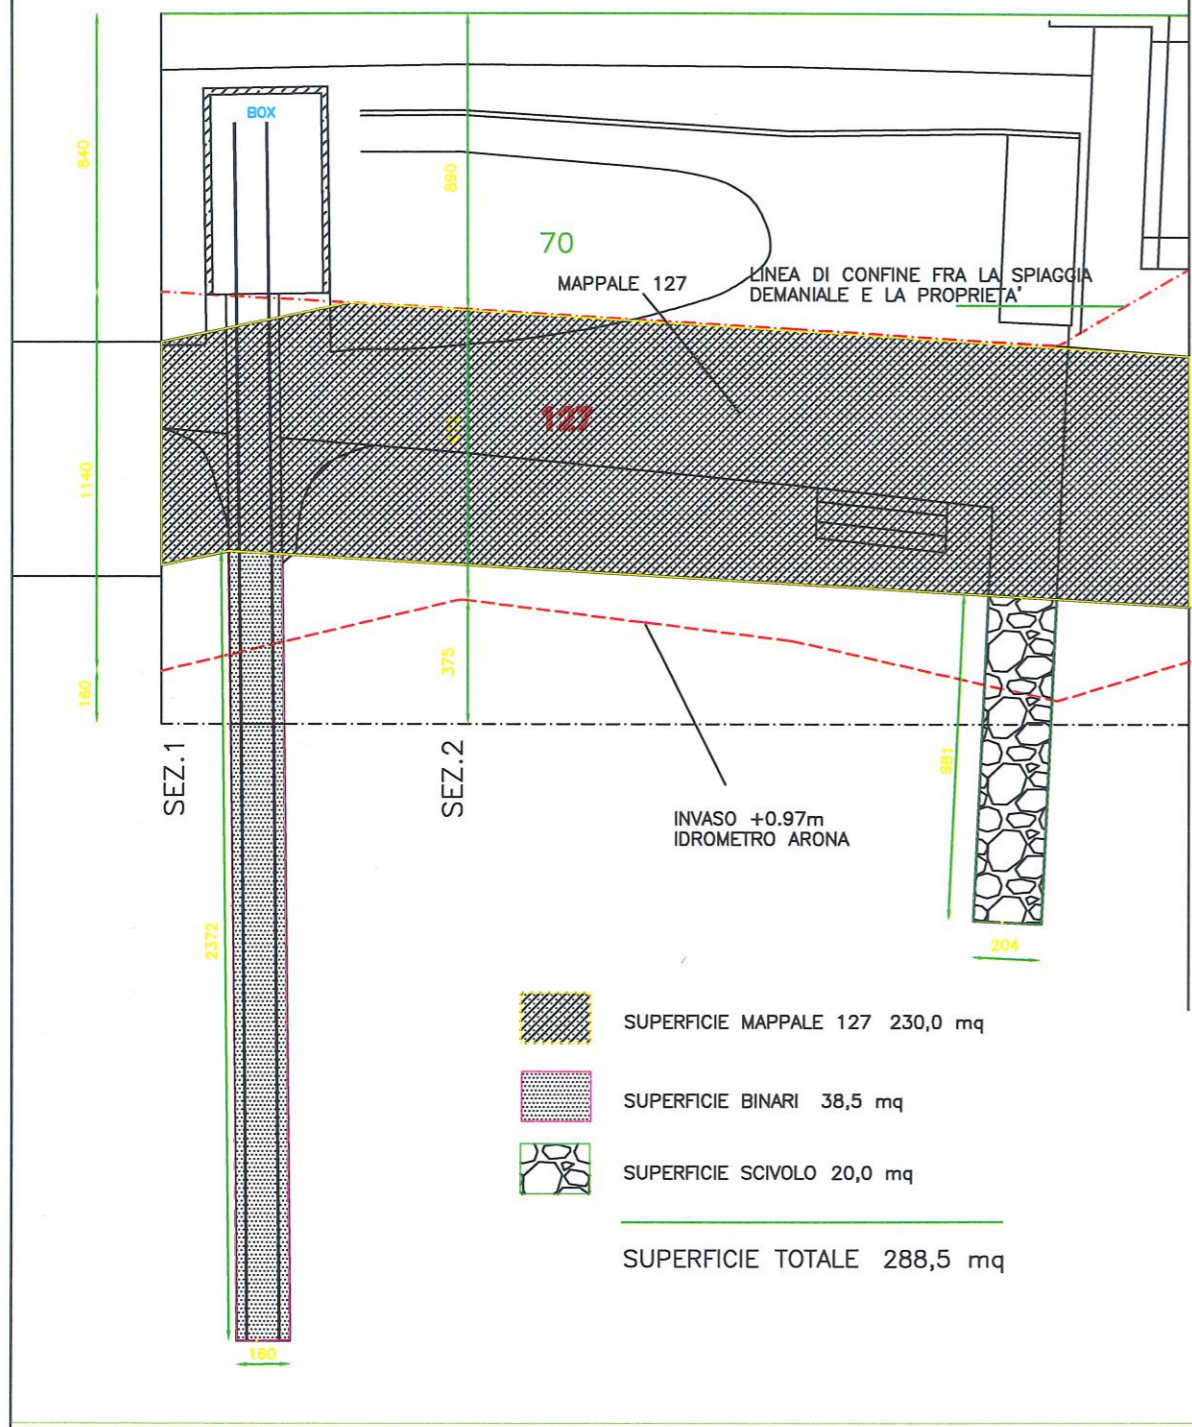 BOX
840
890
70
MAPPALE 127
LINEA DI CONFINE FRA LA SPIAGGIA
DEMANIALE E LA PROPRIETA'
127
1140
160
375
SEZ.1
SEZ.2
981
INVASO +0.97m
IDROMETRO ARONA
2372
204
SUPERFICIE MAPPALE 127 230,0 mq
SUPERFICIE BINARI 38,5 mq
SUPERFICIE SCIVOLO 20,0 mq
SUPERFICIE TOTALE 288,5 mq
160